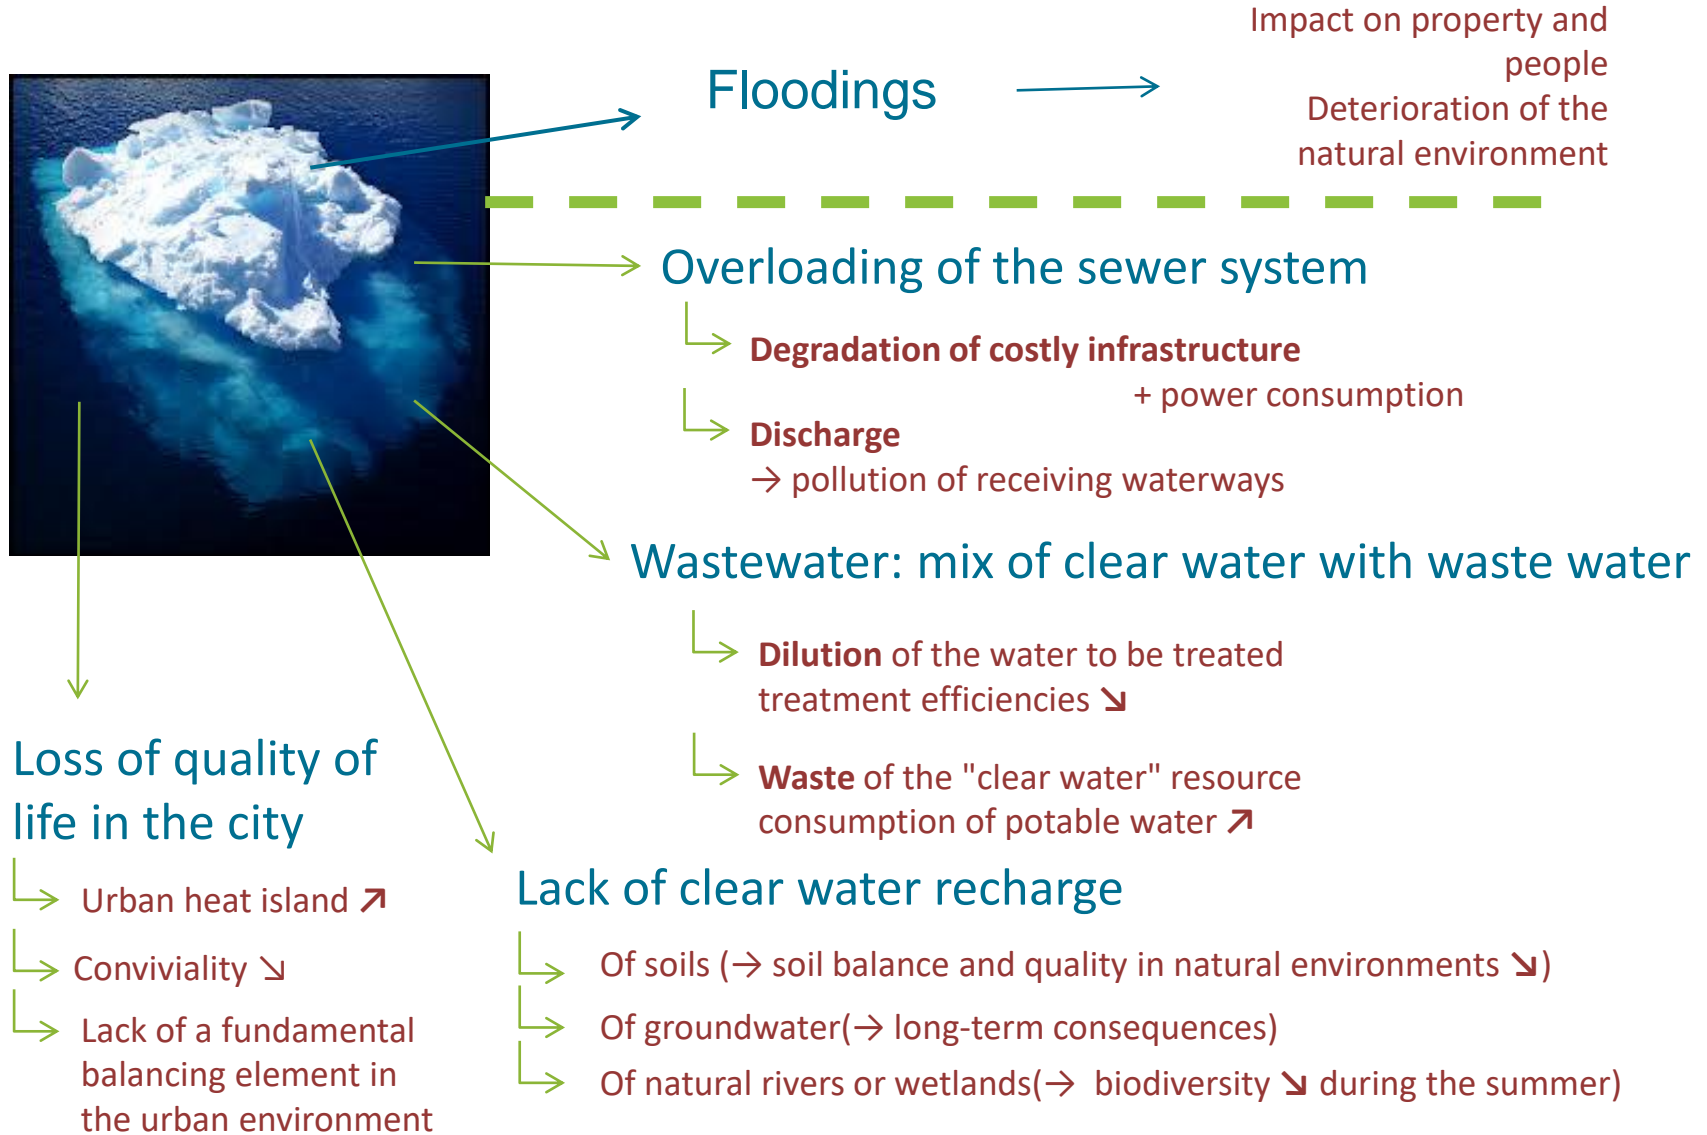 Impact on property and
people
Deterioration of the
natural environment
Floodings
Overloading of the sewer system
Degradation of costly infrastructure
+ power consumption
Discharge
→ pollution of receiving waterways
Wastewater: mix of clear water with waste water
Dilution of the water to be treated
treatment efficiencies ↘
Waste of the "clear water" resource
consumption of potable water ↗
Loss of quality of
life in the city
Urban heat island ↗
Conviviality ↘
Lack of a fundamental
balancing element in
the urban environment
Lack of clear water recharge
Of soils (→ soil balance and quality in natural environments ↘)
Of groundwater(→ long-term consequences)
Of natural rivers or wetlands(→ biodiversity ↘ during the summer)